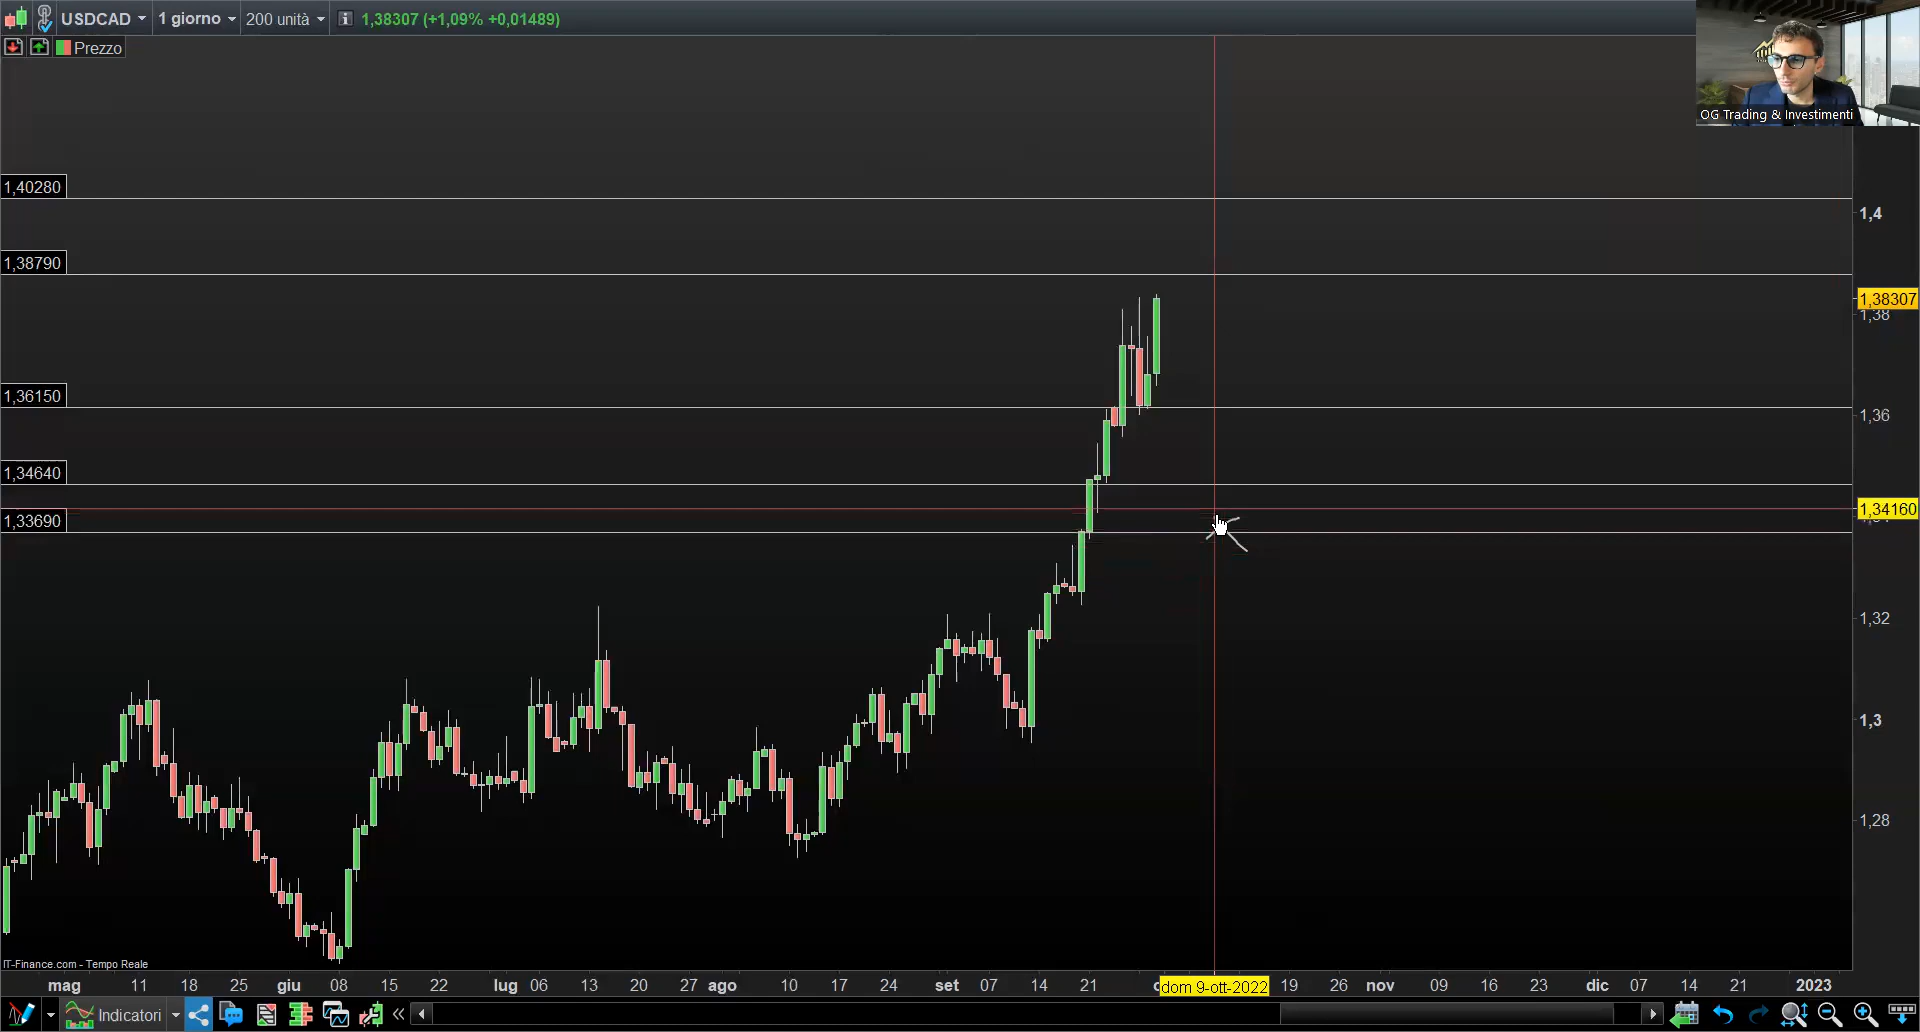 USDCAD 1 giorno 200 unità 1,38307 (+1,09% +0,01489)
Prezzo
OG Trading & Investimenti
1,40280
1,4
1,38790
1,38307
1,38
1,36150
1,36
1,34640
1,34160
1,33690
1,32
1,3
1,28
IT-Finance.com - Tempo Reale
mag 11 18 25 giu 08 15 22 lug 06 13 20 27 ago 10 17 24 set 07 14 21 dom 9-ott-2022 19 26 nov 09 16 23 dic 07 14 21 2023
Indicatori